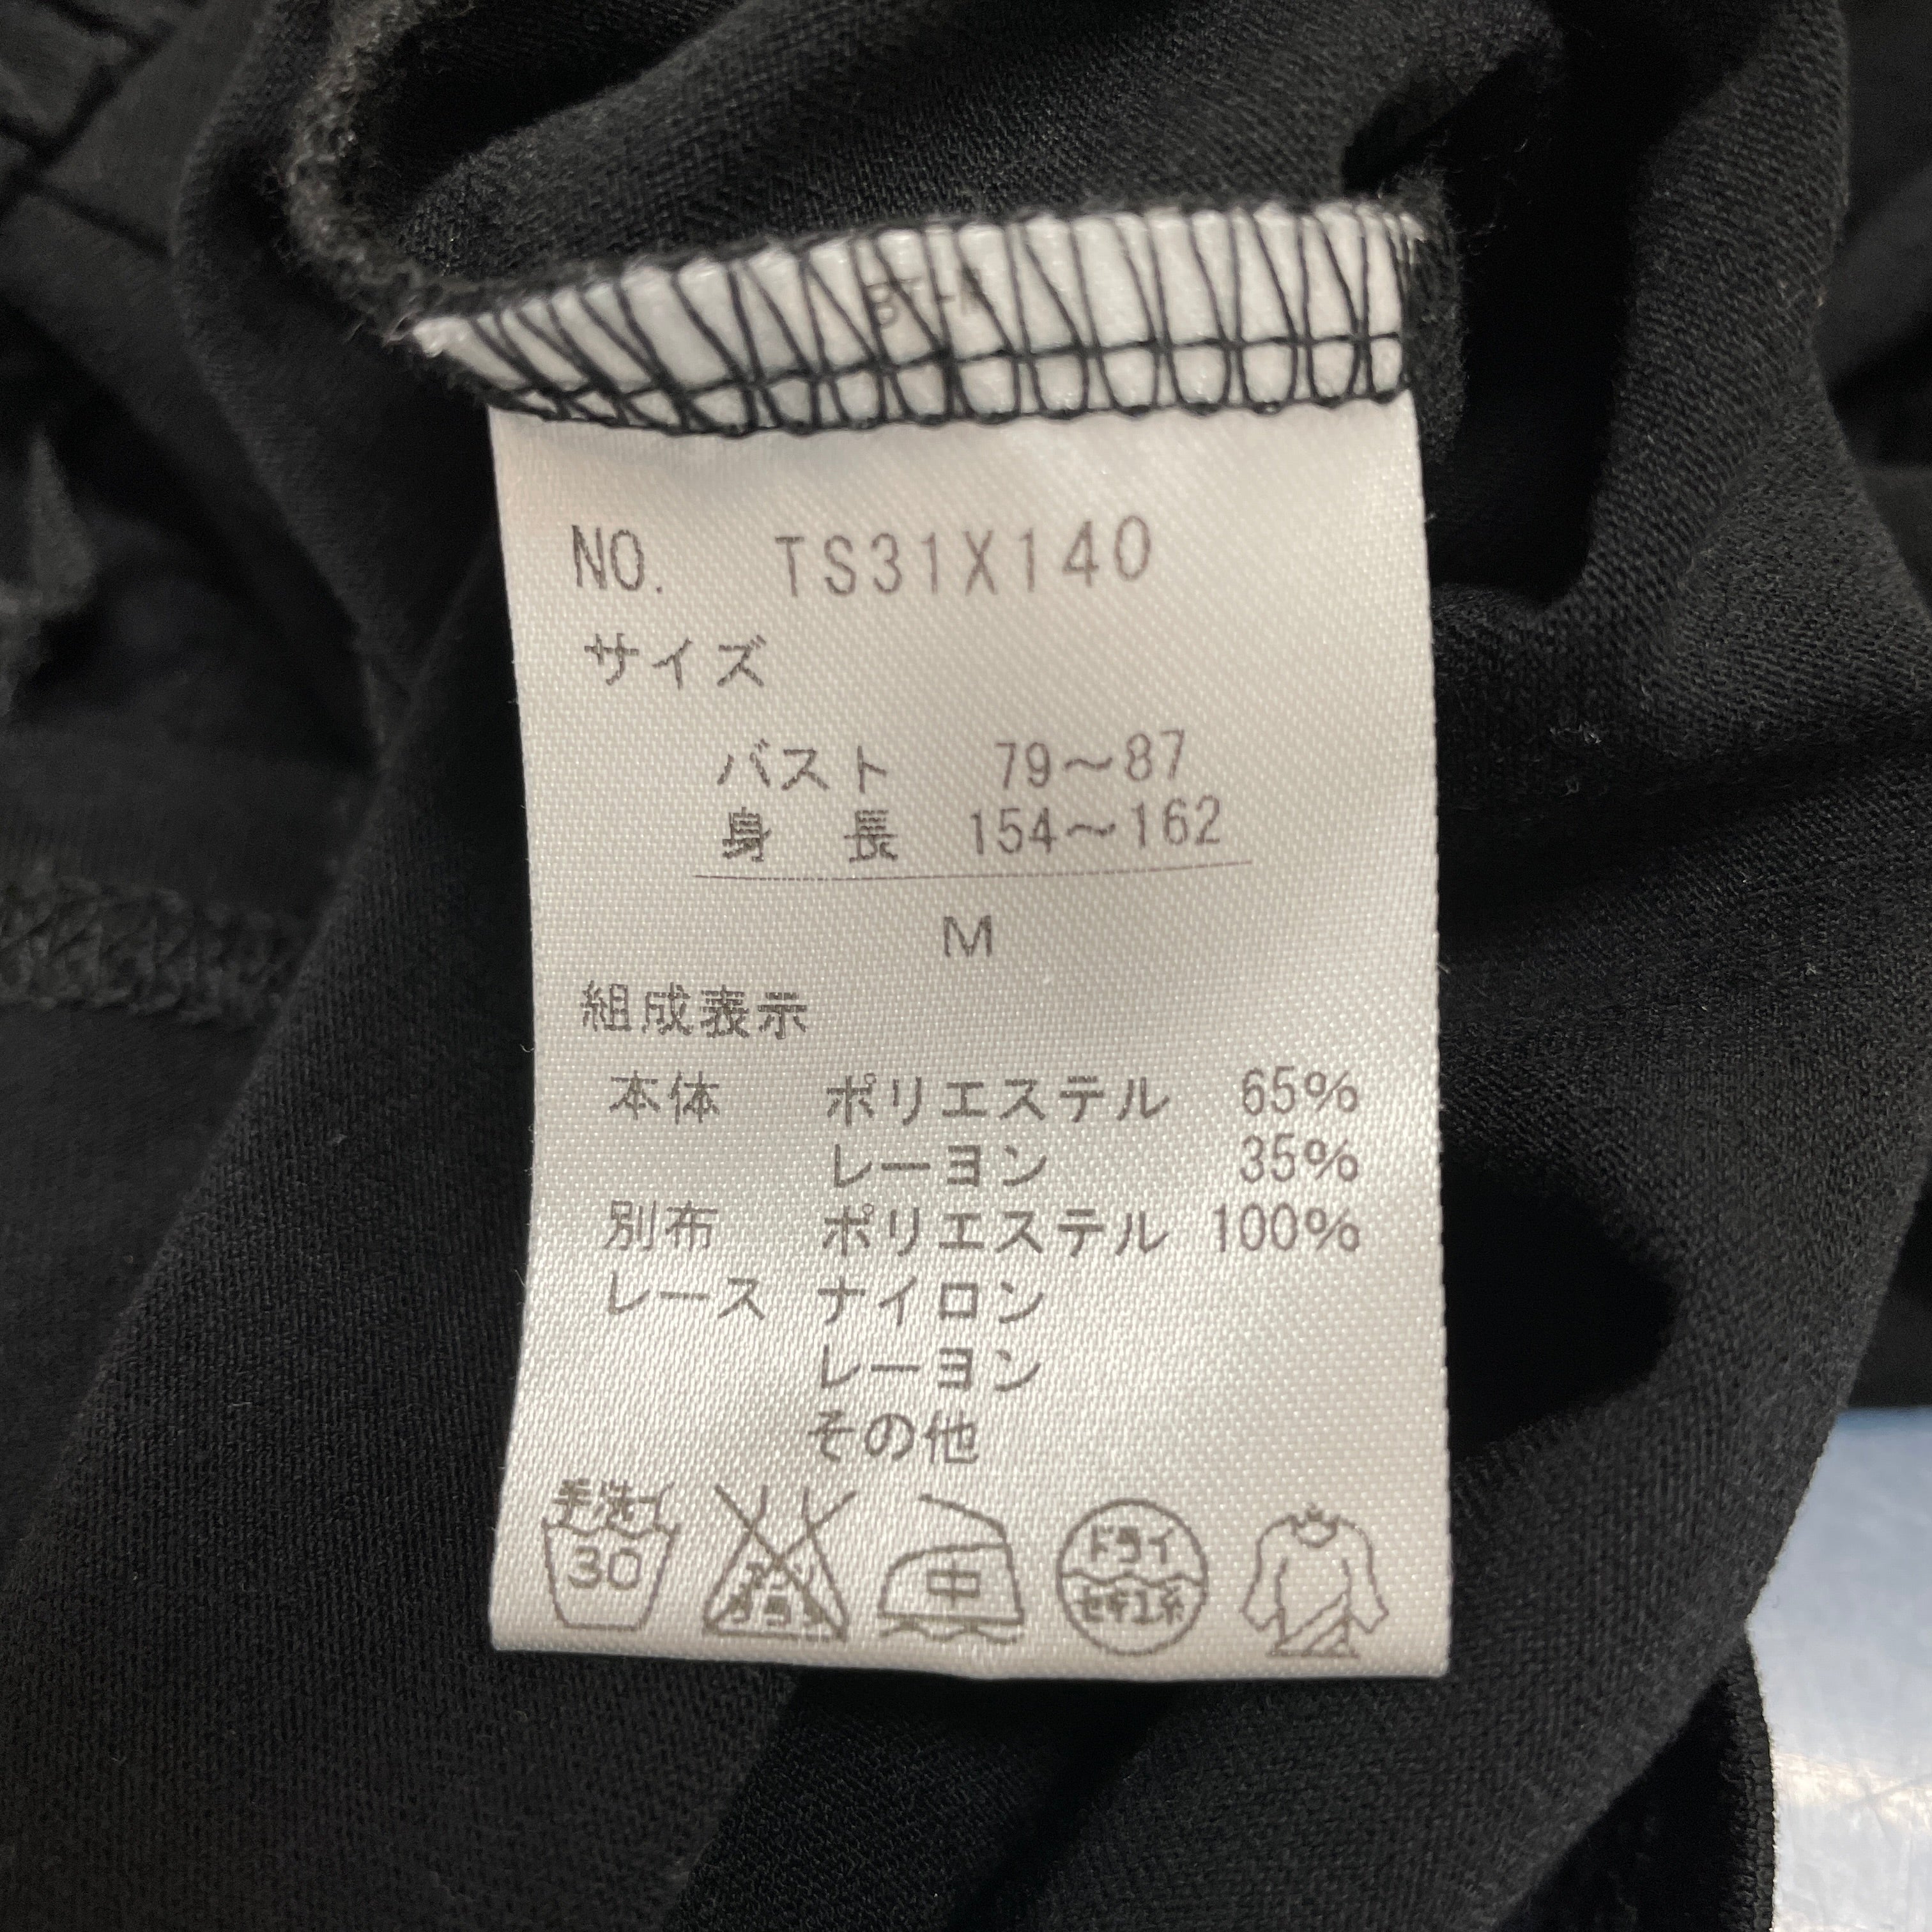 NO. TS31X140
サイズ
バスト 79～87
身 長 154～162
M
組成表示
本体 ポリエステル 65%
レーヨン 35%
別布 ポリエステル 100%
レース ナイロン
レーヨン
その他
手洗イ 30
中
ドライ
セキユ系